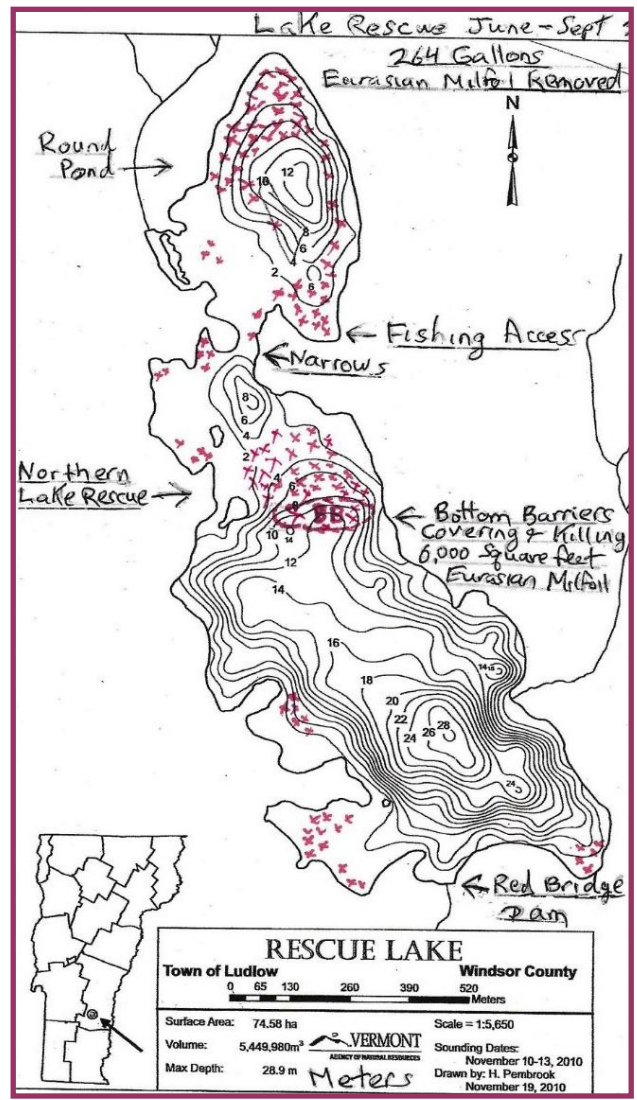 Lake Rescue June-Sept
264 Gallons
Eurasian Milfoil Removed
N
Round
Pond
12
10
8
6
4
2
6
Fishing Access
Narrows
8
6
4
2
4
6
8
Northern
Lake Rescue
BB
Bottom Barriers
Covering & Killing
6,000 Square feet
Eurasian Milfoil
10
14
12
14
16
14
18
18
20
22
24
26
28
24
Red Bridge
Dam
RESCUE LAKE
Town of Ludlow Windsor County
0 65 130 260 390 520
Meters
Surface Area: 74.58 ha
Scale = 1:5,650
Volume: 5,449,980m³
VERMONT
AGENCY OF NATURAL RESOURCES
Sounding Dates:
November 10-13, 2010
Max Depth: 28.9 m
Meters
Drawn by: H. Pembrook
November 19, 2010